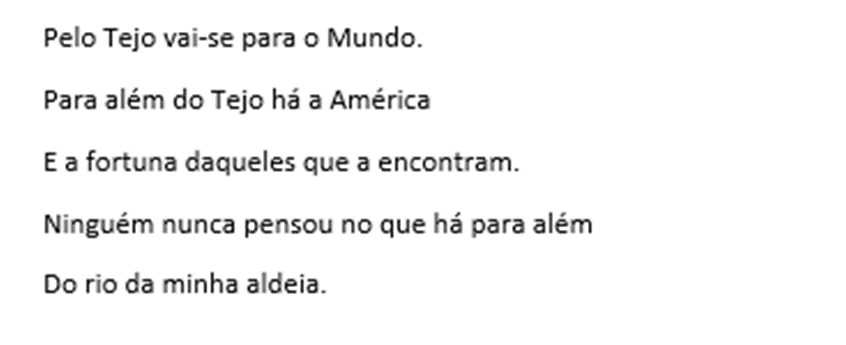 Pelo Tejo vai-se para o Mundo.
Para além do Tejo há a América
E a fortuna daqueles que a encontram.
Ninguém nunca pensou no que há para além
Do rio da minha aldeia.